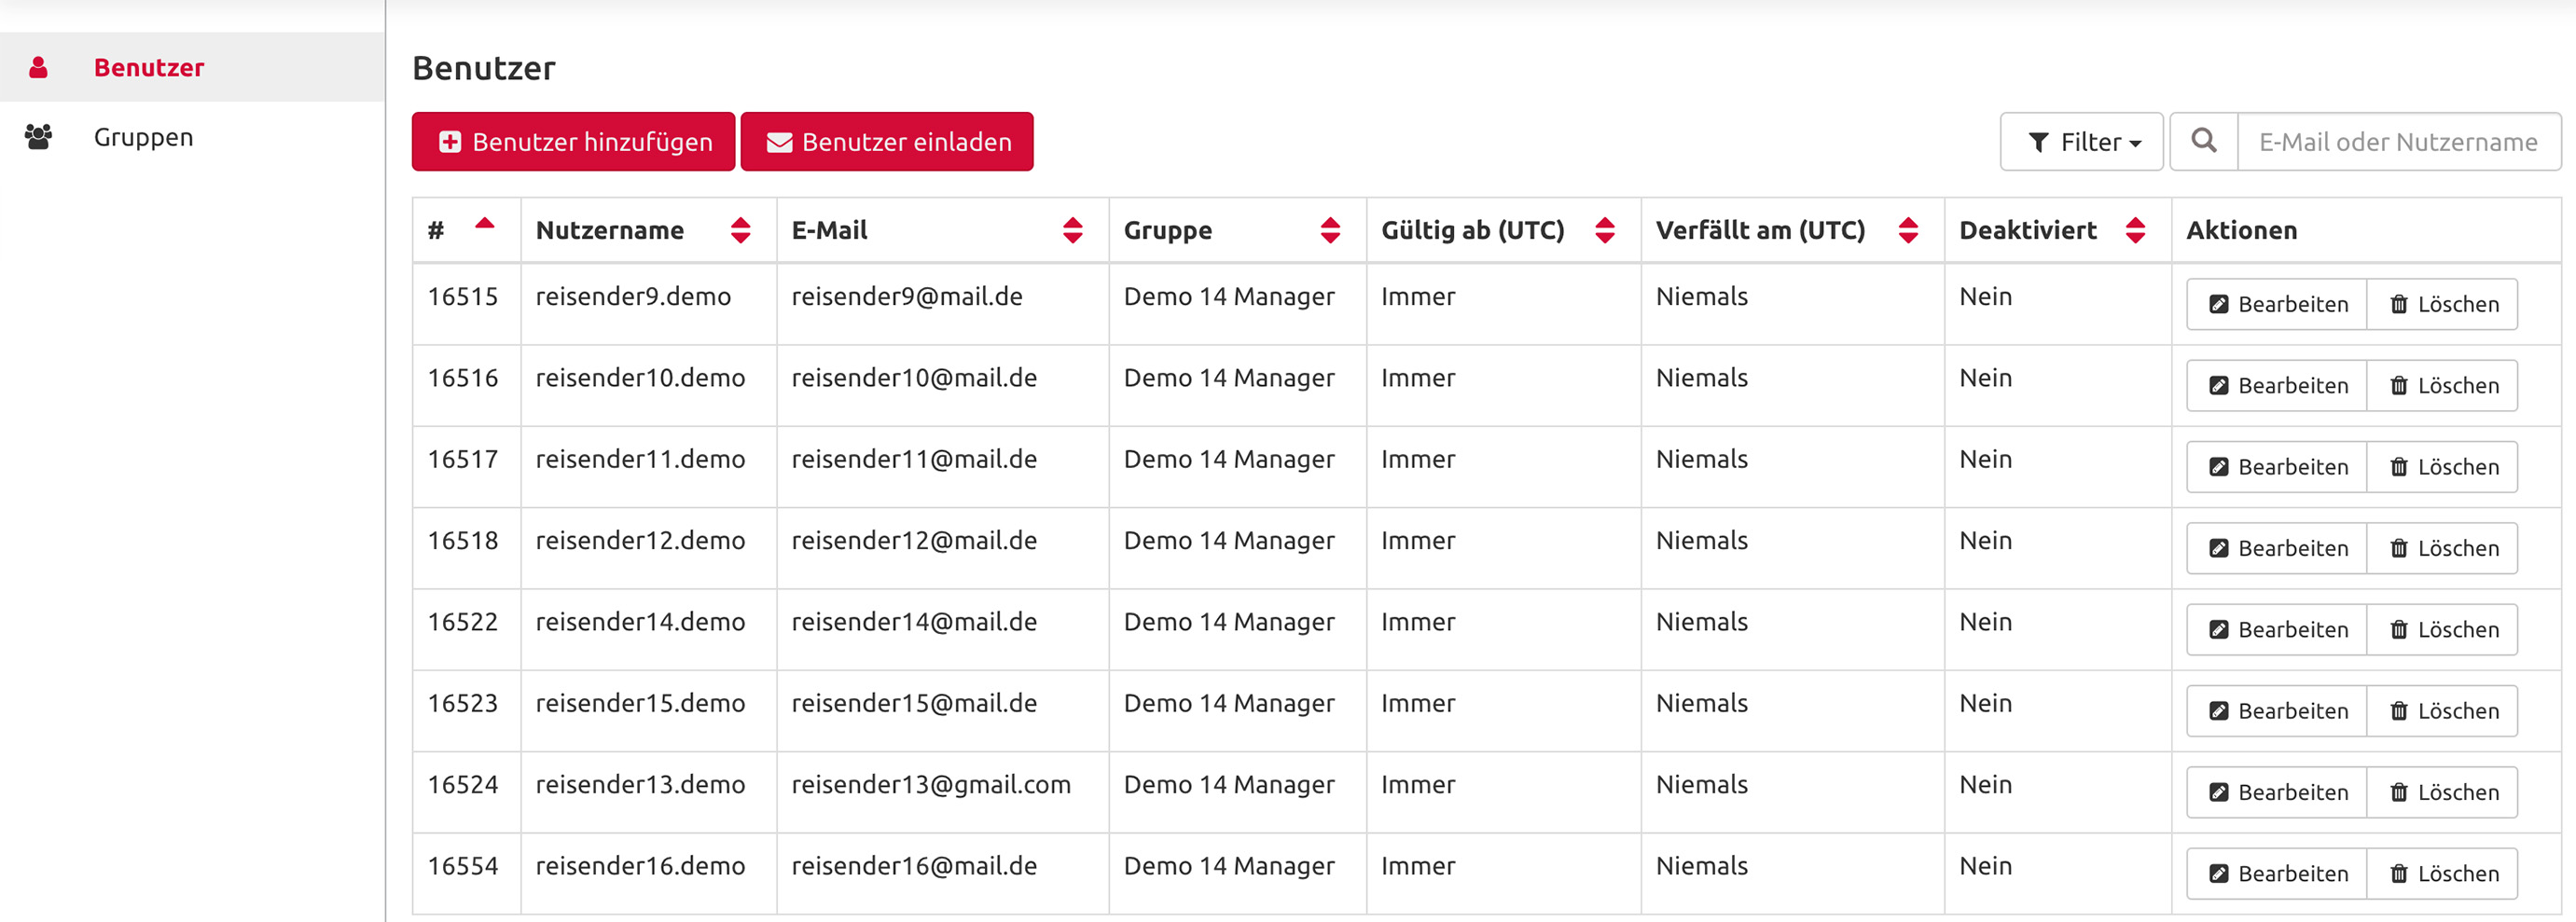 Benutzer
Gruppen
Benutzer
Benutzer hinzufügen Benutzer einladen Filter E-Mail oder Nutzername
# Nutzername E-Mail Gruppe Gültig ab (UTC) Verfällt am (UTC) Deaktiviert Aktionen
16515 reisender9.demo reisender9@mail.de Demo 14 Manager Immer Niemals Nein Bearbeiten Löschen
16516 reisender10.demo reisender10@mail.de Demo 14 Manager Immer Niemals Nein Bearbeiten Löschen
16517 reisender11.demo reisender11@mail.de Demo 14 Manager Immer Niemals Nein Bearbeiten Löschen
16518 reisender12.demo reisender12@mail.de Demo 14 Manager Immer Niemals Nein Bearbeiten Löschen
16522 reisender14.demo reisender14@mail.de Demo 14 Manager Immer Niemals Nein Bearbeiten Löschen
16523 reisender15.demo reisender15@mail.de Demo 14 Manager Immer Niemals Nein Bearbeiten Löschen
16524 reisender13.demo reisender13@gmail.com Demo 14 Manager Immer Niemals Nein Bearbeiten Löschen
16554 reisender16.demo reisender16@mail.de Demo 14 Manager Immer Niemals Nein Bearbeiten Löschen